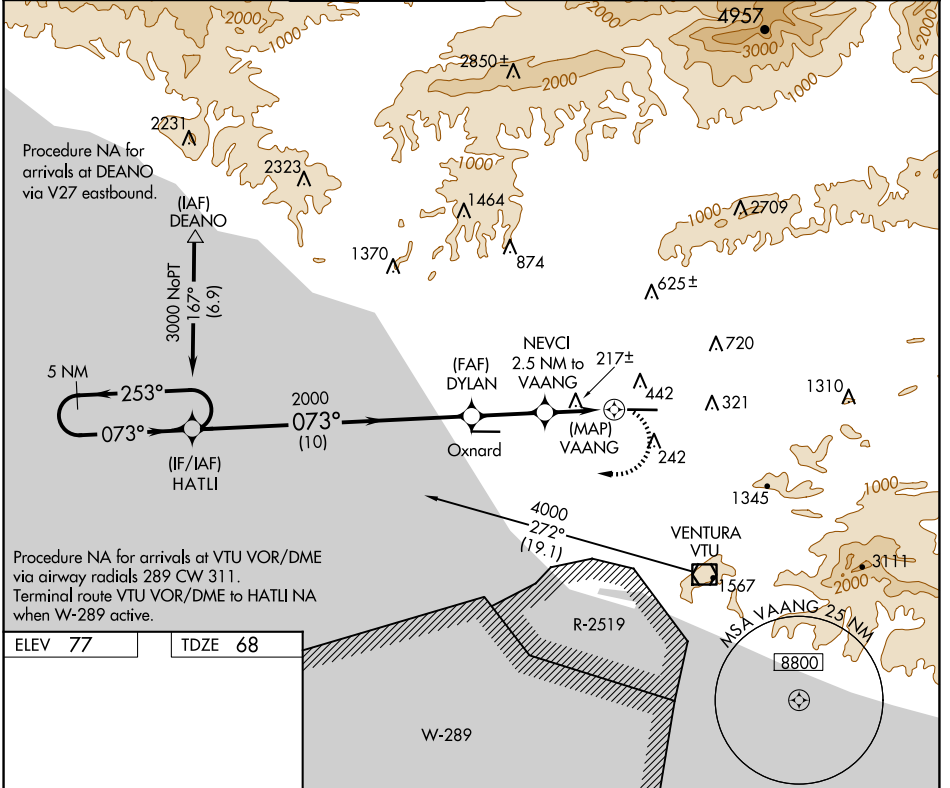 2000
1000
4957
3000
2000
2000
1000
2850±
2000
1000
2231
Procedure NA for
arrivals at DEANO
via V27 eastbound.
2323
1000
1464
1000
2709
(IAF)
DEANO
1370
874
625±
3000 NoPT
167°
(6.9)
720
NEVCI
2.5 NM to
VAANG
217±
(FAF)
DYLAN
5 NM
253°
442
1310
2000
321
073°
073°
(10)
(MAP)
VAANG
Oxnard
242
(IF/IAF)
HATLI
1345
1000
4000
272°
(19.1)
VENTURA
VTU
Procedure NA for arrivals at VTU VOR/DME
via airway radials 289 CW 311.
Terminal route VTU VOR/DME to HATLI NA
when W-289 active.
3111
2000
1567
R-2519
MSA VAANG 25 NM
ELEV 77
TDZE 68
8800
W-289